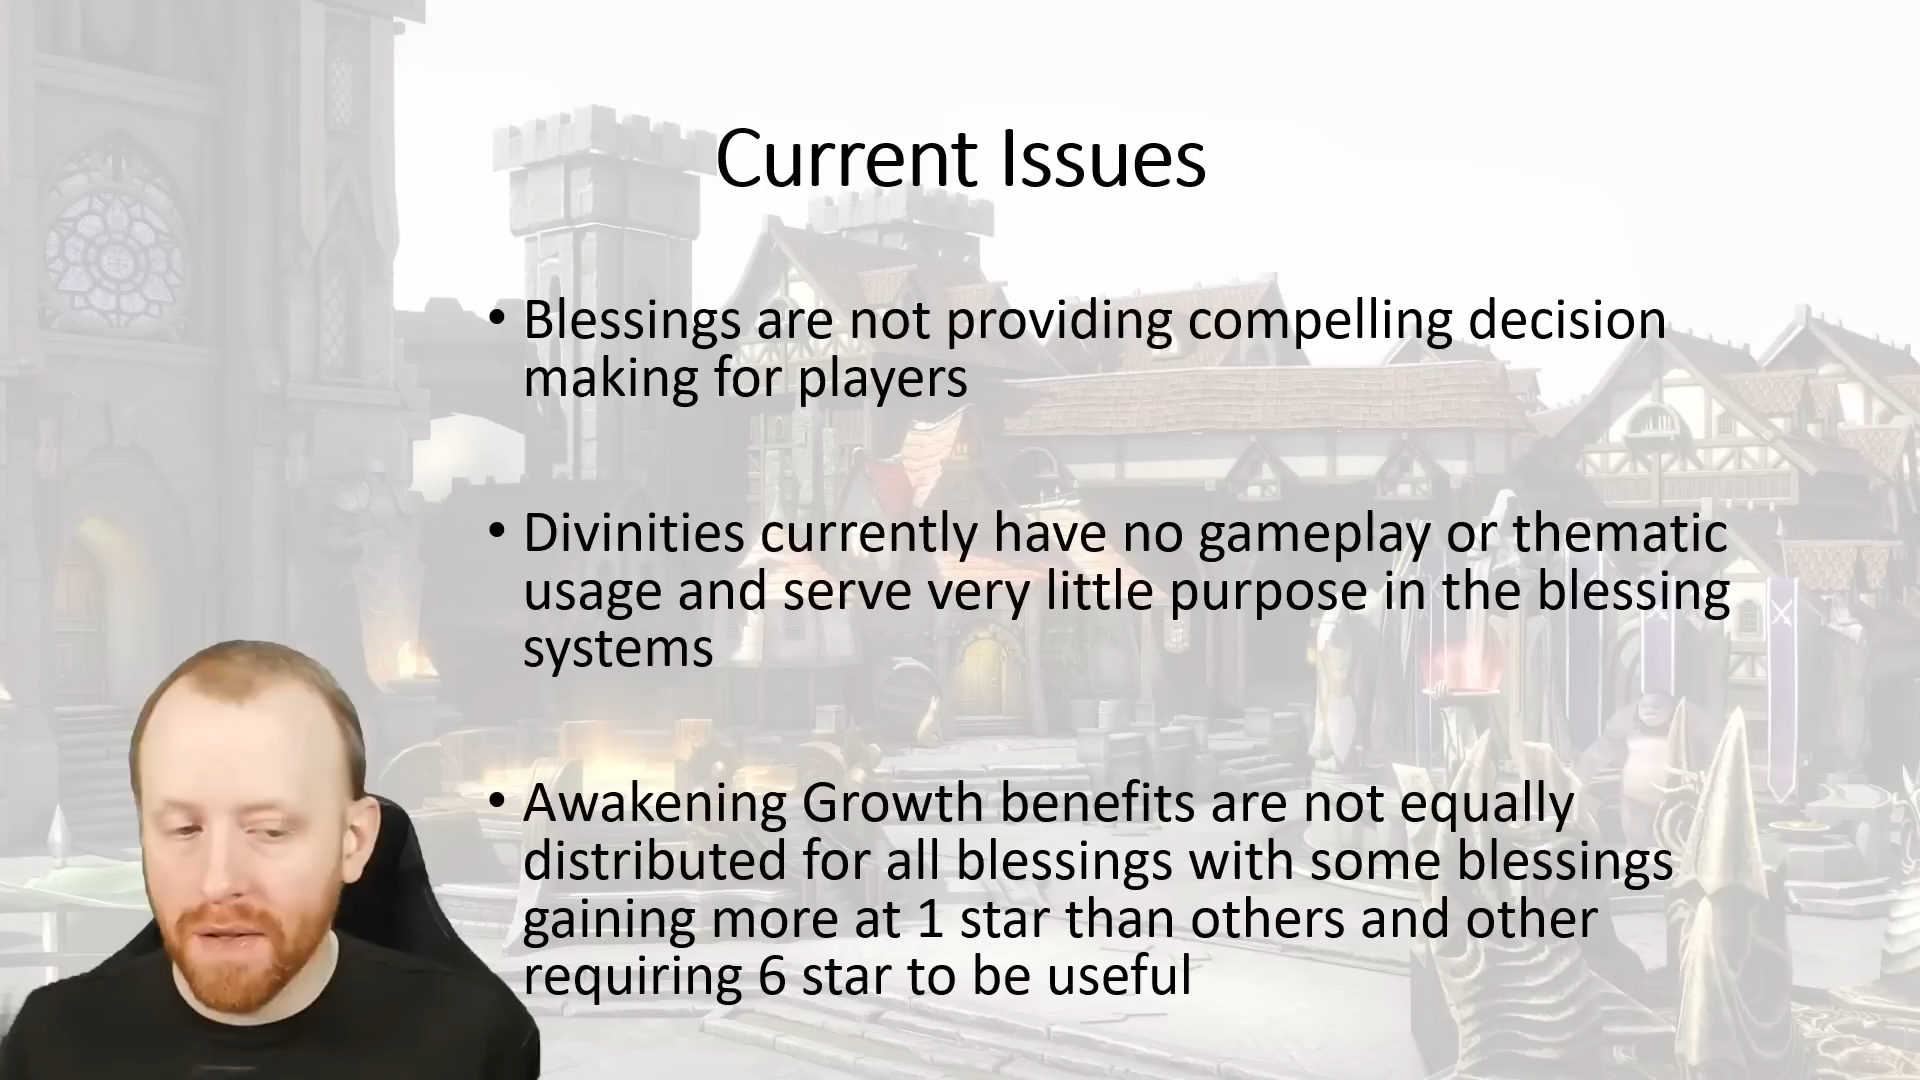 Current Issues
• Blessings are not providing compelling decision
making for players
• Divinities currently have no gameplay or thematic
usage and serve very little purpose in the blessing
systems
• Awakening Growth benefits are not equally
distributed for all blessings with some blessings
gaining more at 1 star than others and other
requiring 6 star to be useful